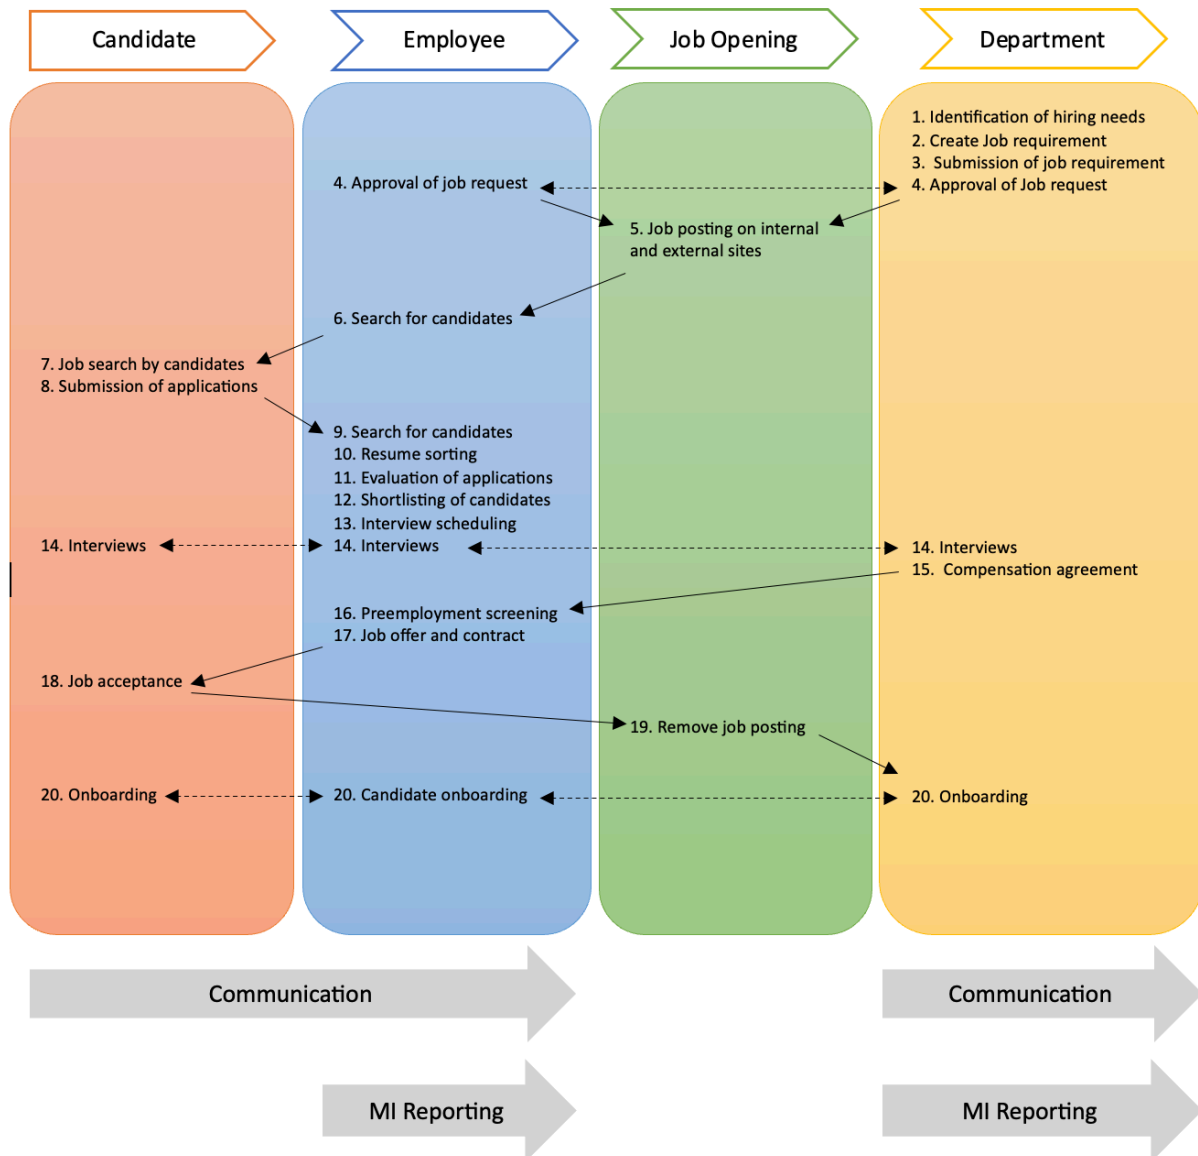 Candidate
Employee
Job Opening
Department
1. Identification of hiring needs
2. Create Job requirement
3. Submission of job requirement
4. Approval of job request
4. Approval of Job request
5. Job posting on internal
and external sites
6. Search for candidates
7. Job search by candidates
8. Submission of applications
9. Search for candidates
10. Resume sorting
11. Evaluation of applications
12. Shortlisting of candidates
13. Interview scheduling
14. Interviews
14. Interviews
14. Interviews
15. Compensation agreement
16. Preemployment screening
17. Job offer and contract
18. Job acceptance
19. Remove job posting
20. Onboarding
20. Candidate onboarding
20. Onboarding
Communication
Communication
MI Reporting
MI Reporting